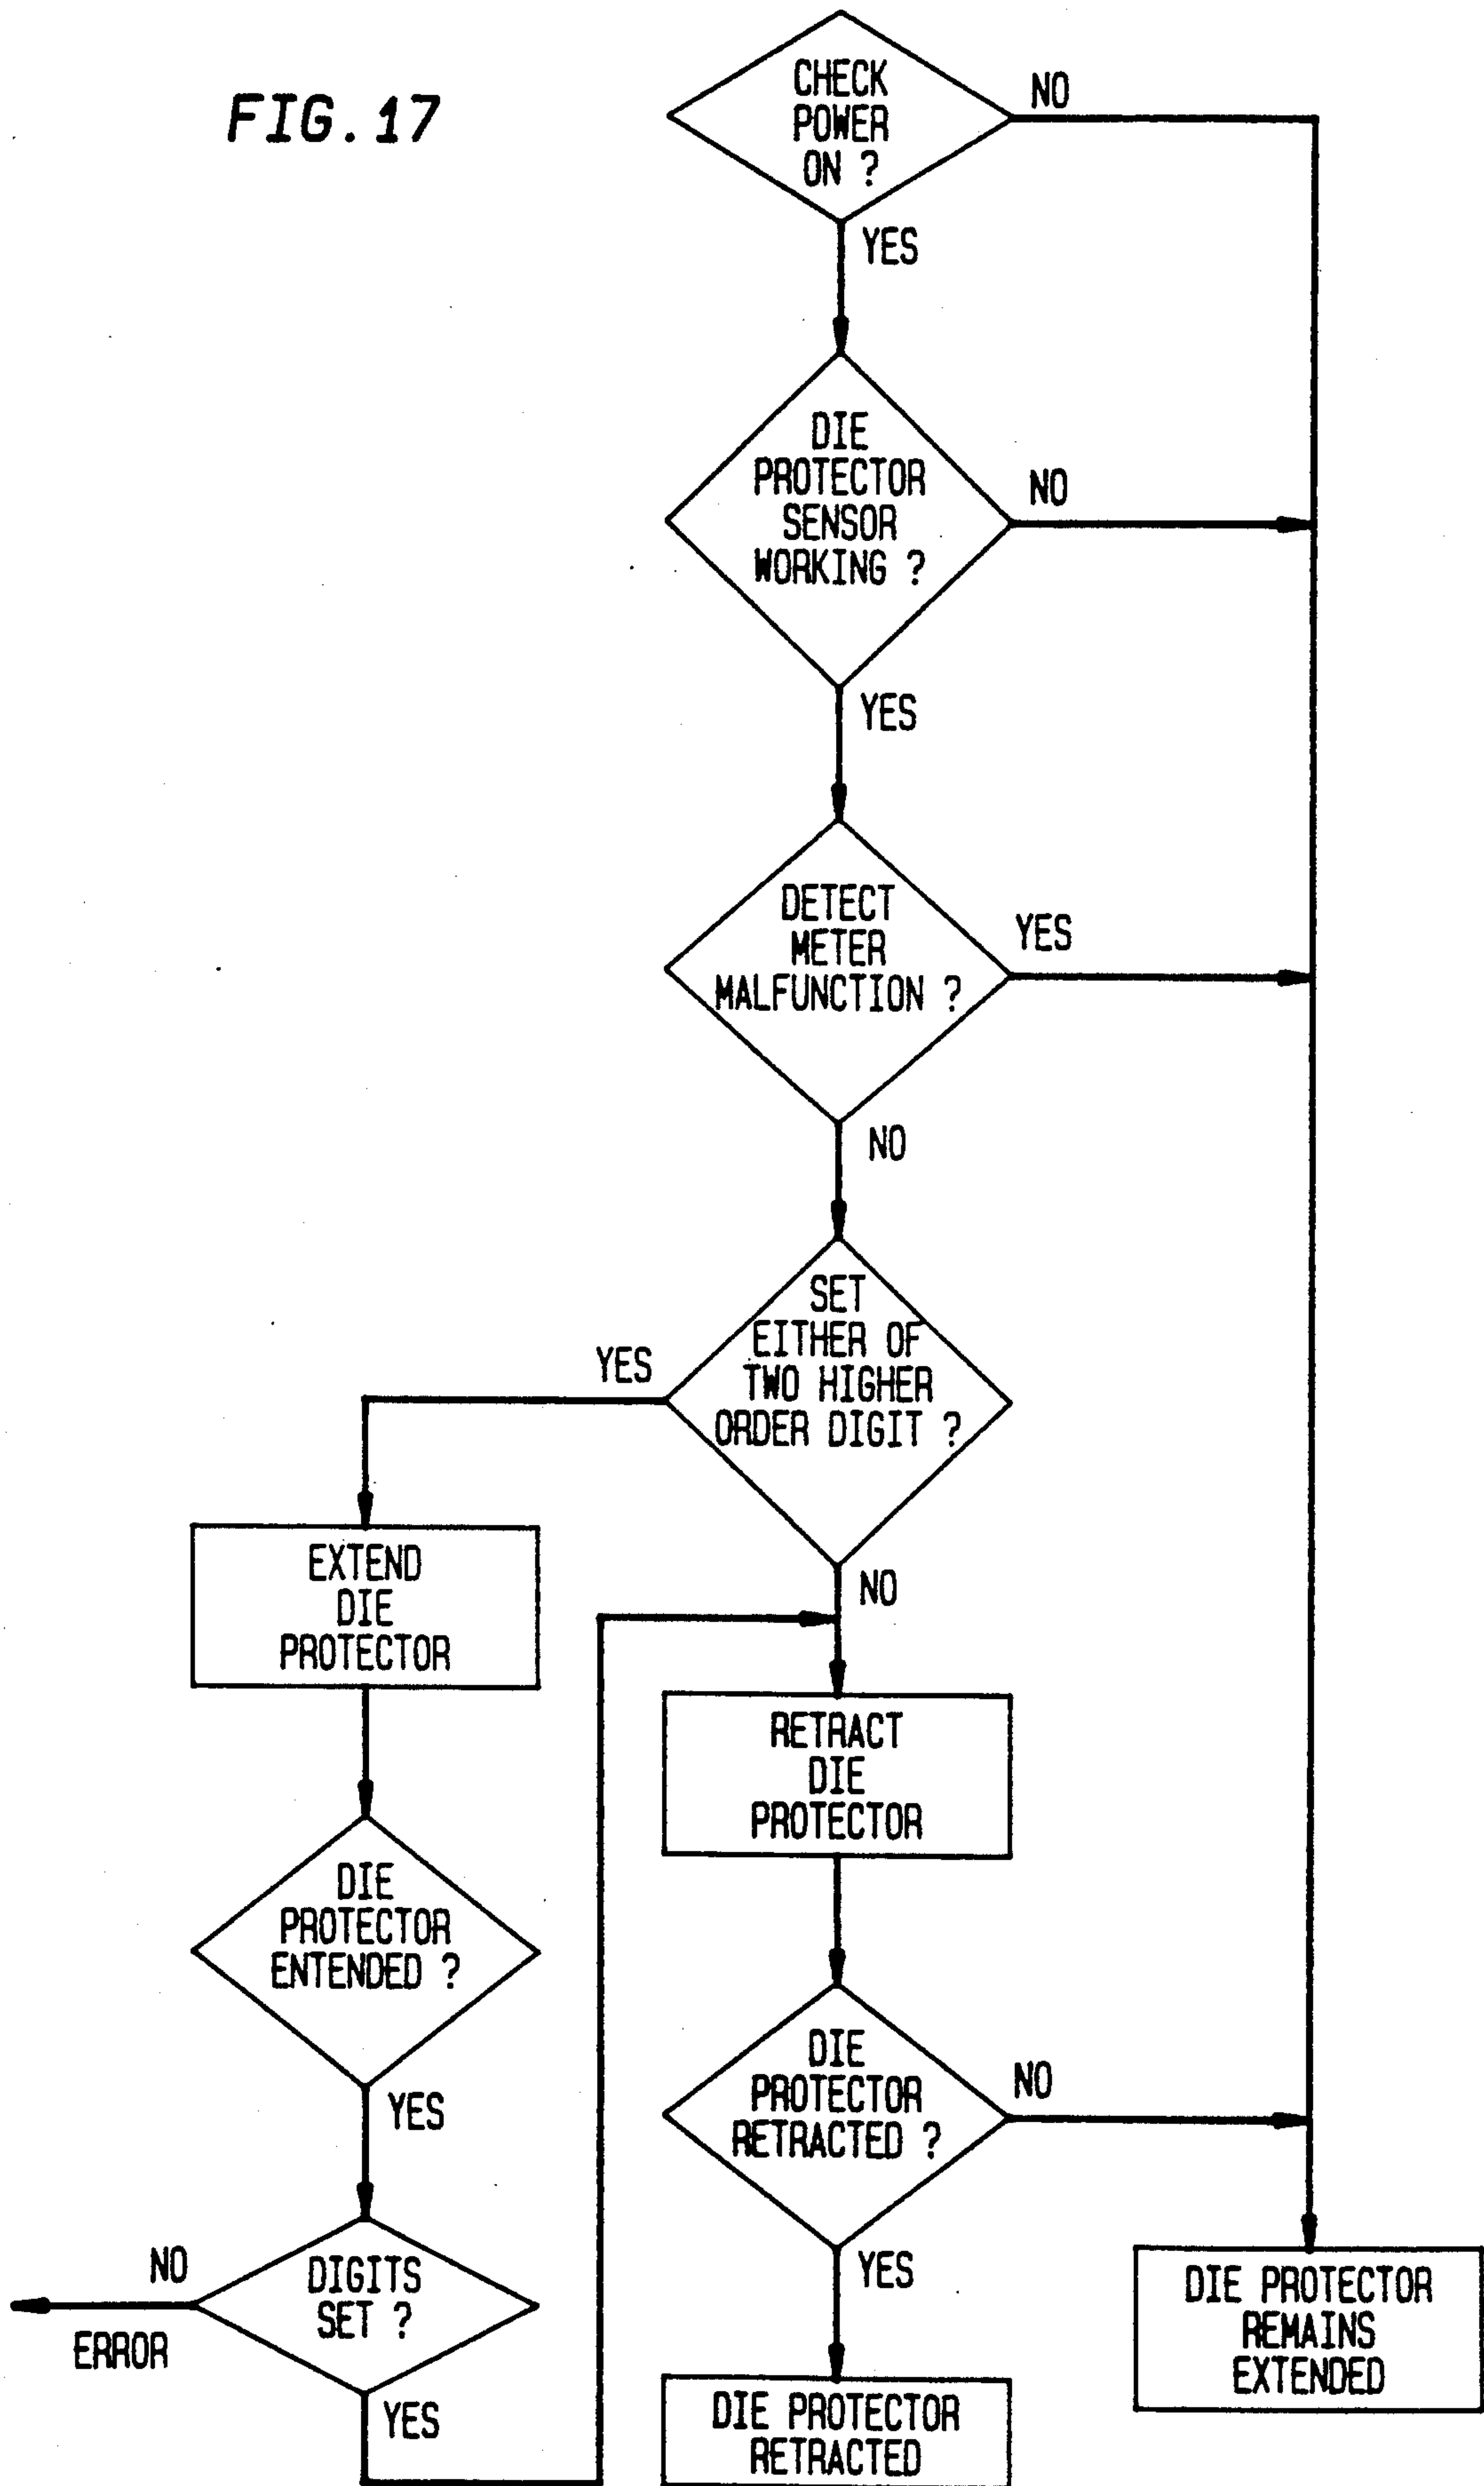 FIG. 17
CHECK
POWER
ON ?
NO
YES
DIE
PROTECTOR
SENSOR
WORKING ?
NO
YES
DETECT
METER
MALFUNCTION ?
YES
NO
SET
EITHER OF
TWO HIGHER
ORDER DIGIT ?
YES
NO
EXTEND
DIE
PROTECTOR
RETRACT
DIE
PROTECTOR
DIE
PROTECTOR
ENTENDED ?
YES
DIE
PROTECTOR
RETRACTED ?
NO
YES
DIGITS
SET ?
NO
ERROR
YES
DIE PROTECTOR
RETRACTED
DIE PROTECTOR
REMAINS
EXTENDED